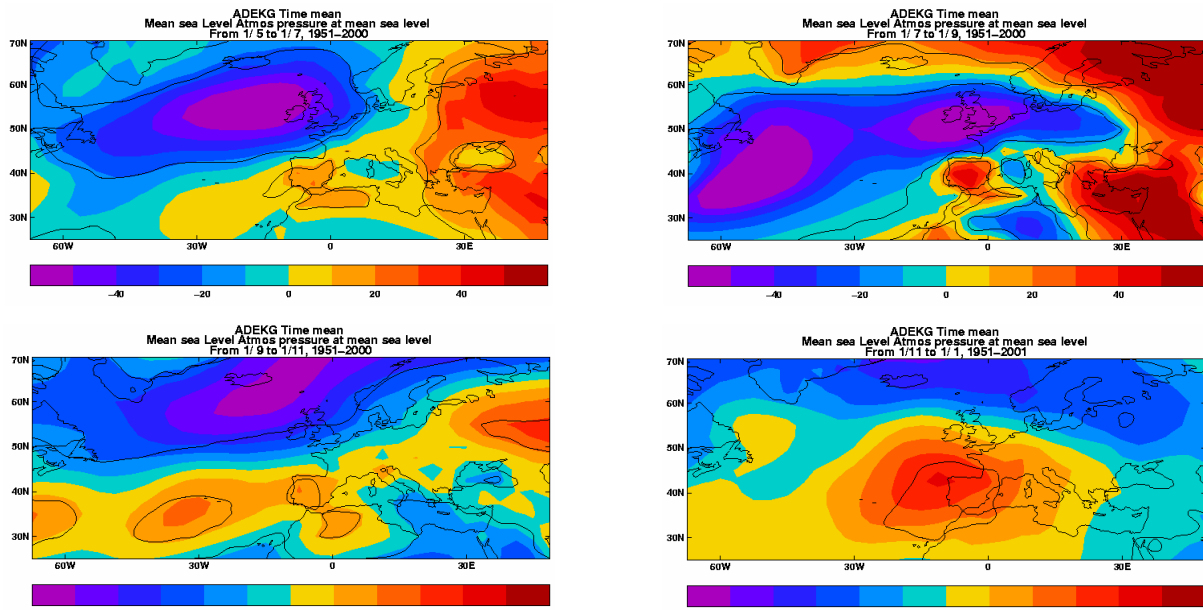 ADEKG Time mean
Mean sea Level Atmos pressure at mean sea level
From 1/ 5 to 1/ 7, 1951−2000
70N
60N
50N
40N
30N
60W 30W 0 30E
−40 −20 0 20 40
ADEKG Time mean
Mean sea Level Atmos pressure at mean sea level
From 1/ 7 to 1/ 9, 1951−2000
70N
60N
50N
40N
30N
60W 30W 0 30E
−40 −20 0 20 40
ADEKG Time mean
Mean sea Level Atmos pressure at mean sea level
From 1/ 9 to 1/11, 1951−2000
70N
60N
50N
40N
30N
60W 30W 0 30E
ADEKG Time mean
Mean sea Level Atmos pressure at mean sea level
From 1/11 to 1/ 1, 1951−2001
70N
60N
50N
40N
30N
60W 30W 0 30E